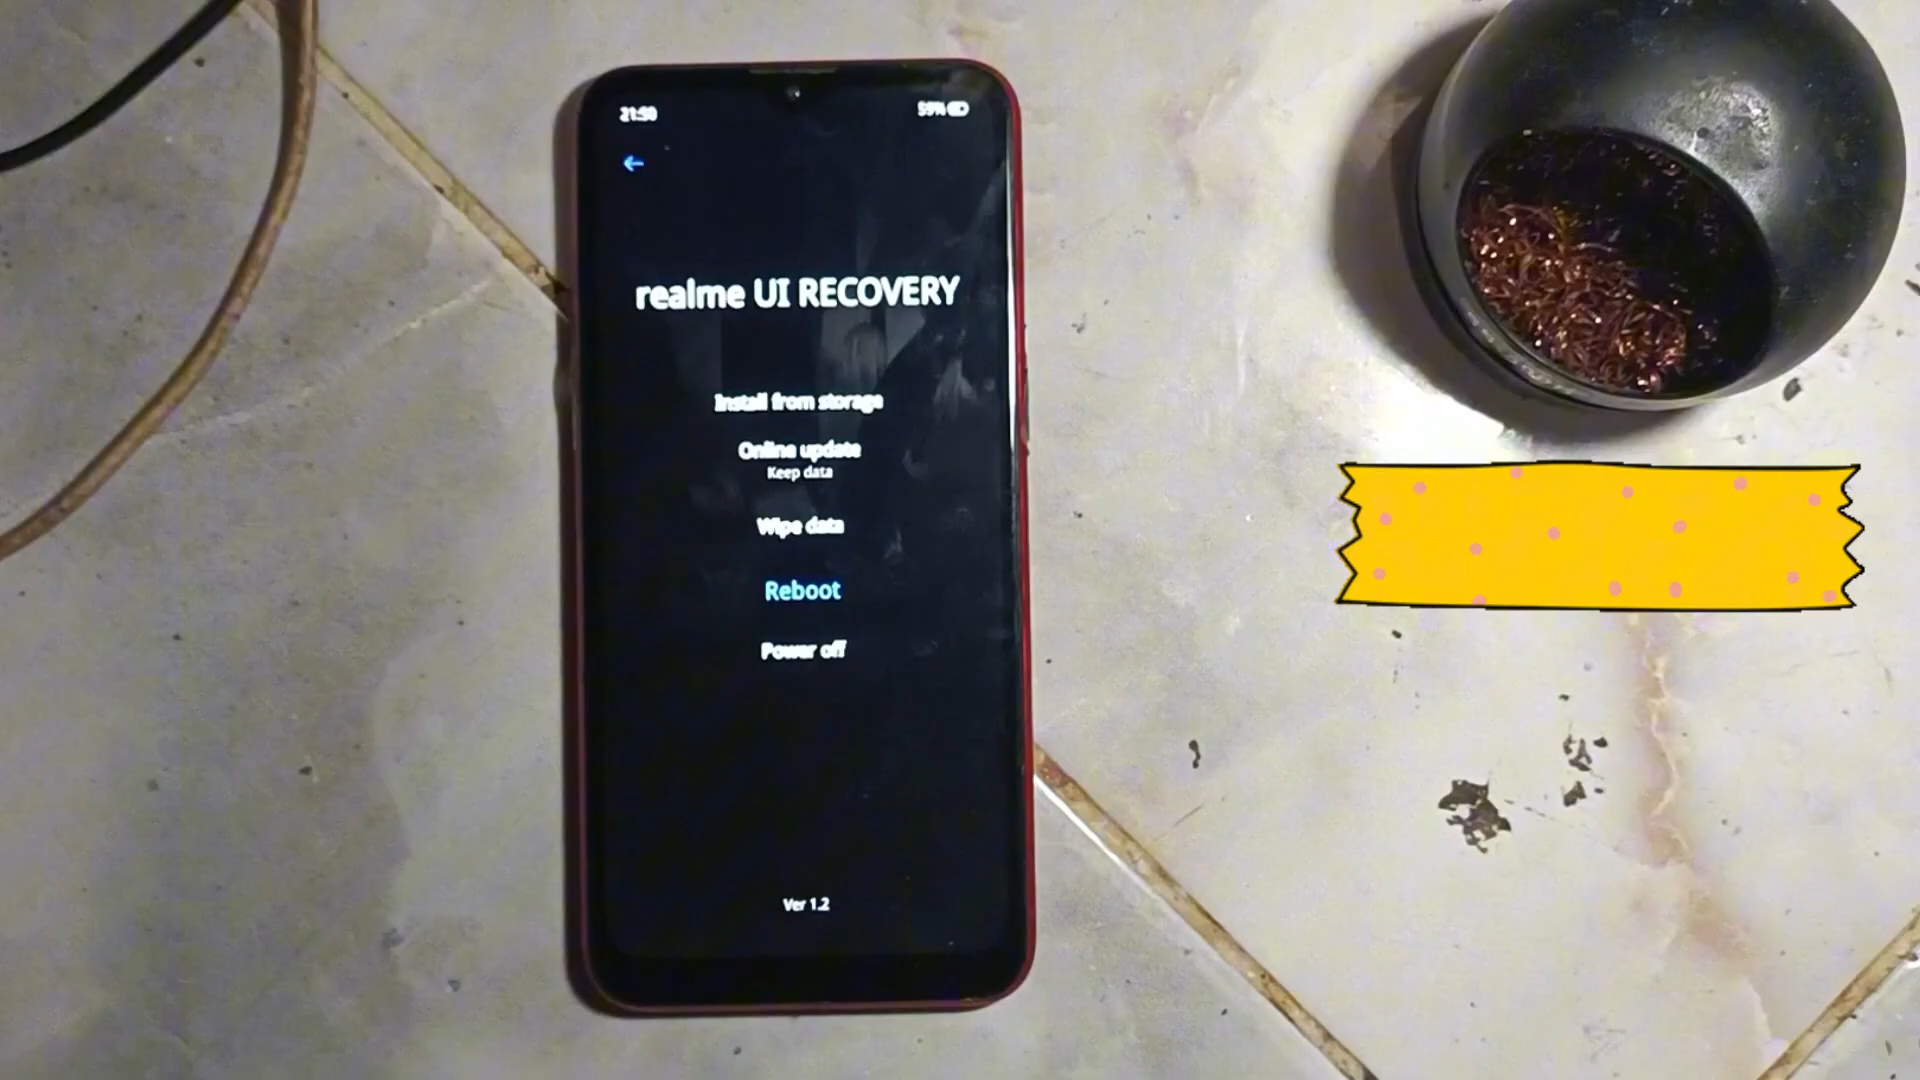 21:50
59%
realme UI RECOVERY
Install from storage
Online update
Keep data
Wipe data
Reboot
Power off
Ver 1.2